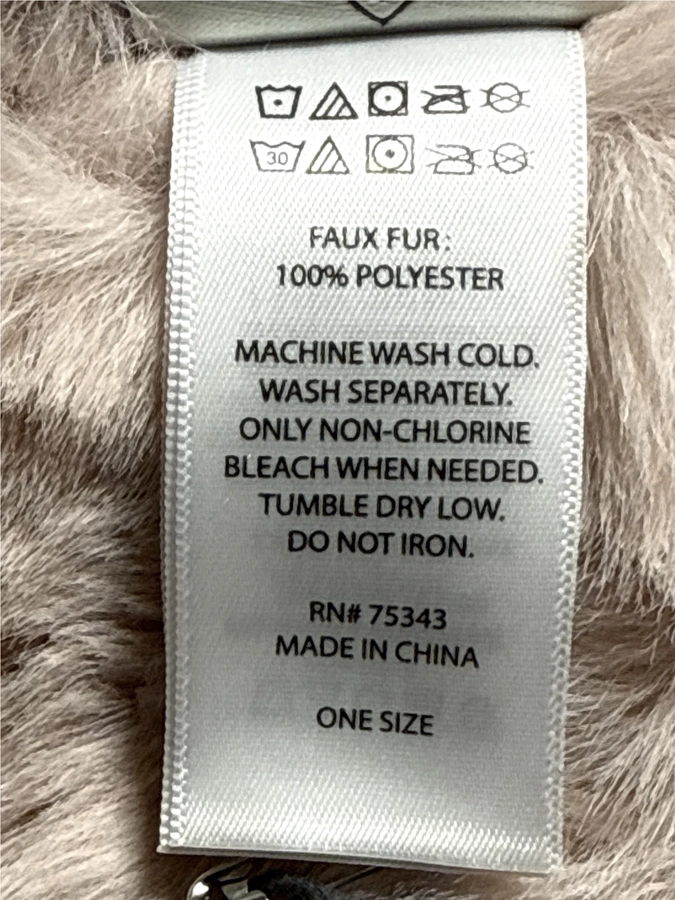 30
FAUX FUR:
100% POLYESTER
MACHINE WASH COLD.
WASH SEPARATELY.
ONLY NON-CHLORINE
BLEACH WHEN NEEDED.
TUMBLE DRY LOW.
DO NOT IRON.
RN# 75343
MADE IN CHINA
ONE SIZE